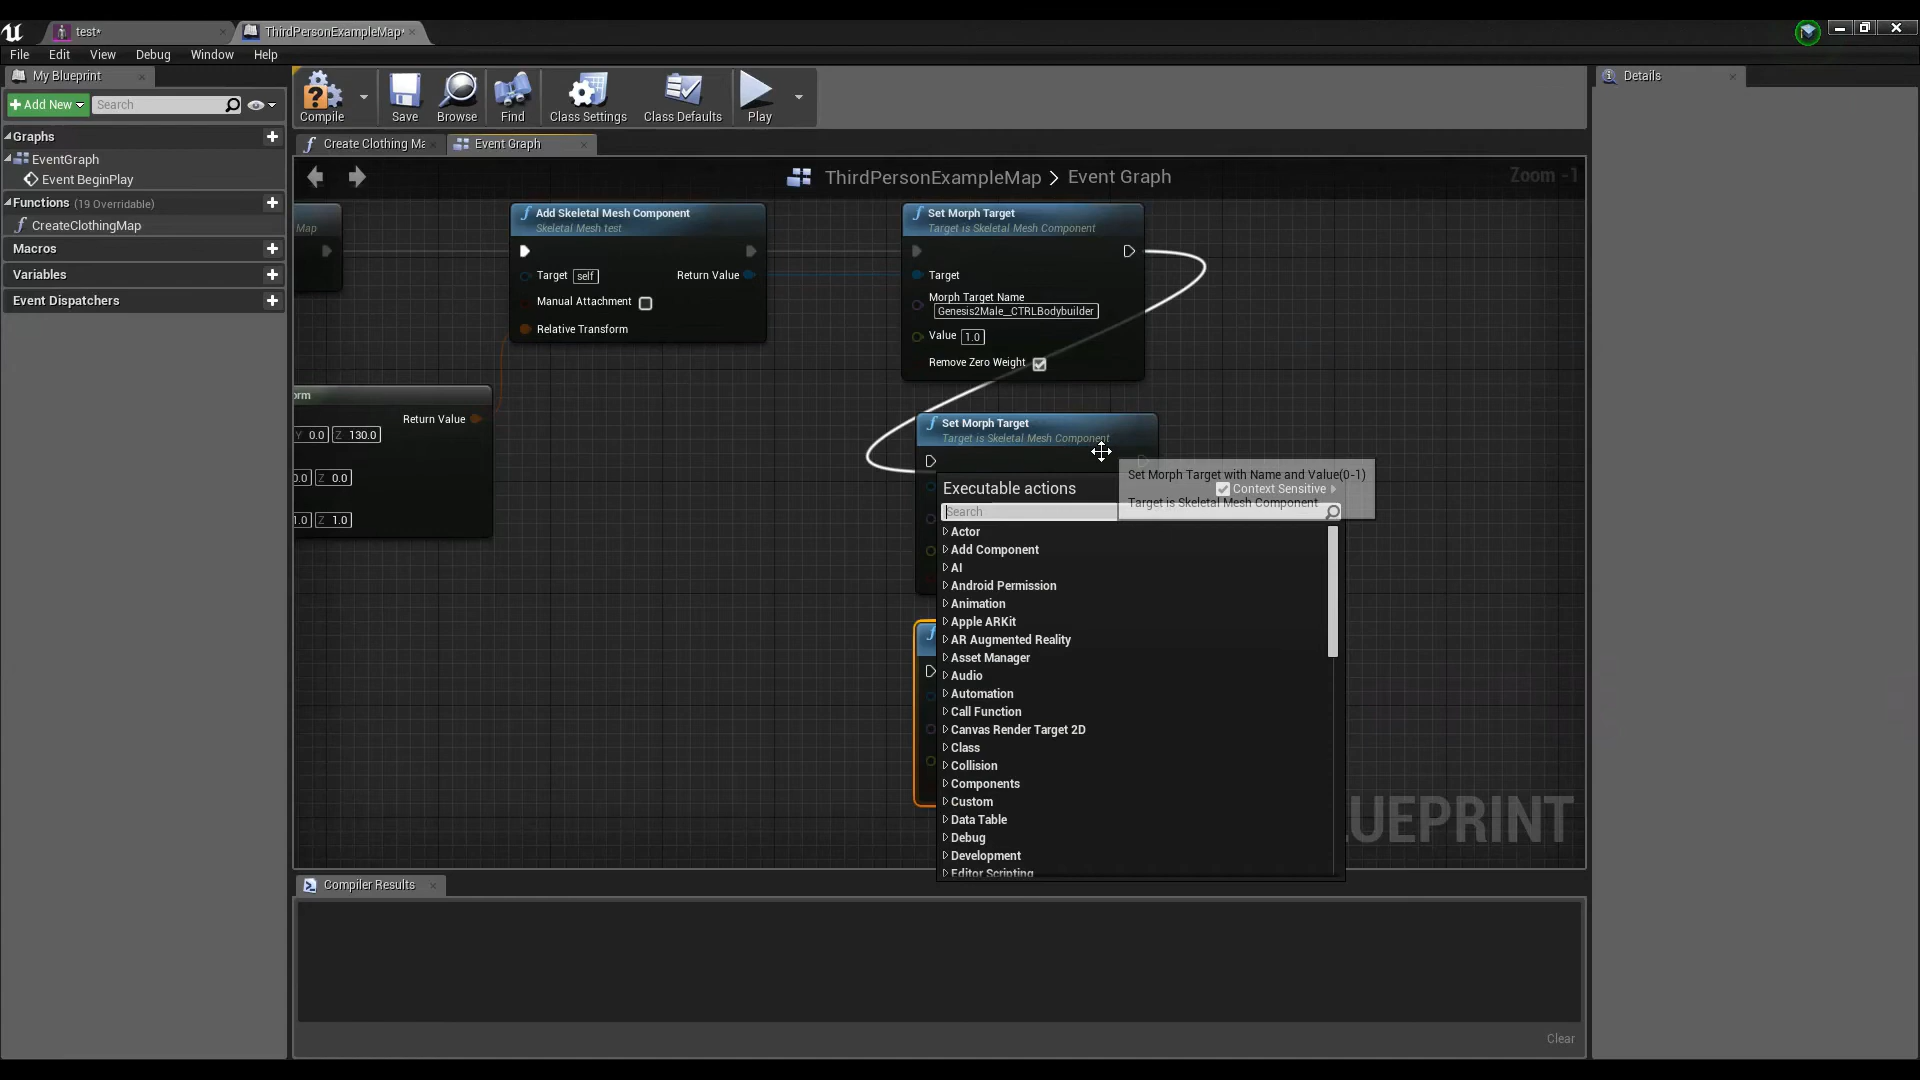 test*
ThirdPersonExampleMap*
File Edit View Debug Window Help
My Blueprint
Details
Add New
Search
Compile
Save
Browse
Find
Class Settings
Class Defaults
Play
Graphs
EventGraph
Event BeginPlay
Functions (19 Overridable)
CreateClothingMap
Macros
Variables
Event Dispatchers
Create Clothing Ma
Event Graph
ThirdPersonExampleMap > Event Graph
Zoom -1
Map
Add Skeletal Mesh Component
Skeletal Mesh test
Target self
Return Value
Manual Attachment
Relative Transform
Set Morph Target
Target is Skeletal Mesh Component
Target
Morph Target Name
Genesis2Male__CTRLBodybuilder
Value 1.0
Remove Zero Weight
orm
Return Value
Y 0.0 Z 130.0
0.0 Z 0.0
1.0 Z 1.0
Set Morph Target
Target is Skeletal Mesh Component
Set Morph Target with Name and Value(0-1)
Target is Skeletal Mesh Component
Executable actions
Context Sensitive
Search
Actor
Add Component
AI
Android Permission
Animation
Apple ARKit
AR Augmented Reality
Asset Manager
Audio
Automation
Call Function
Canvas Render Target 2D
Class
Collision
Components
Custom
Data Table
Debug
Development
Editor Scripting
UEPRINT
Compiler Results
Clear